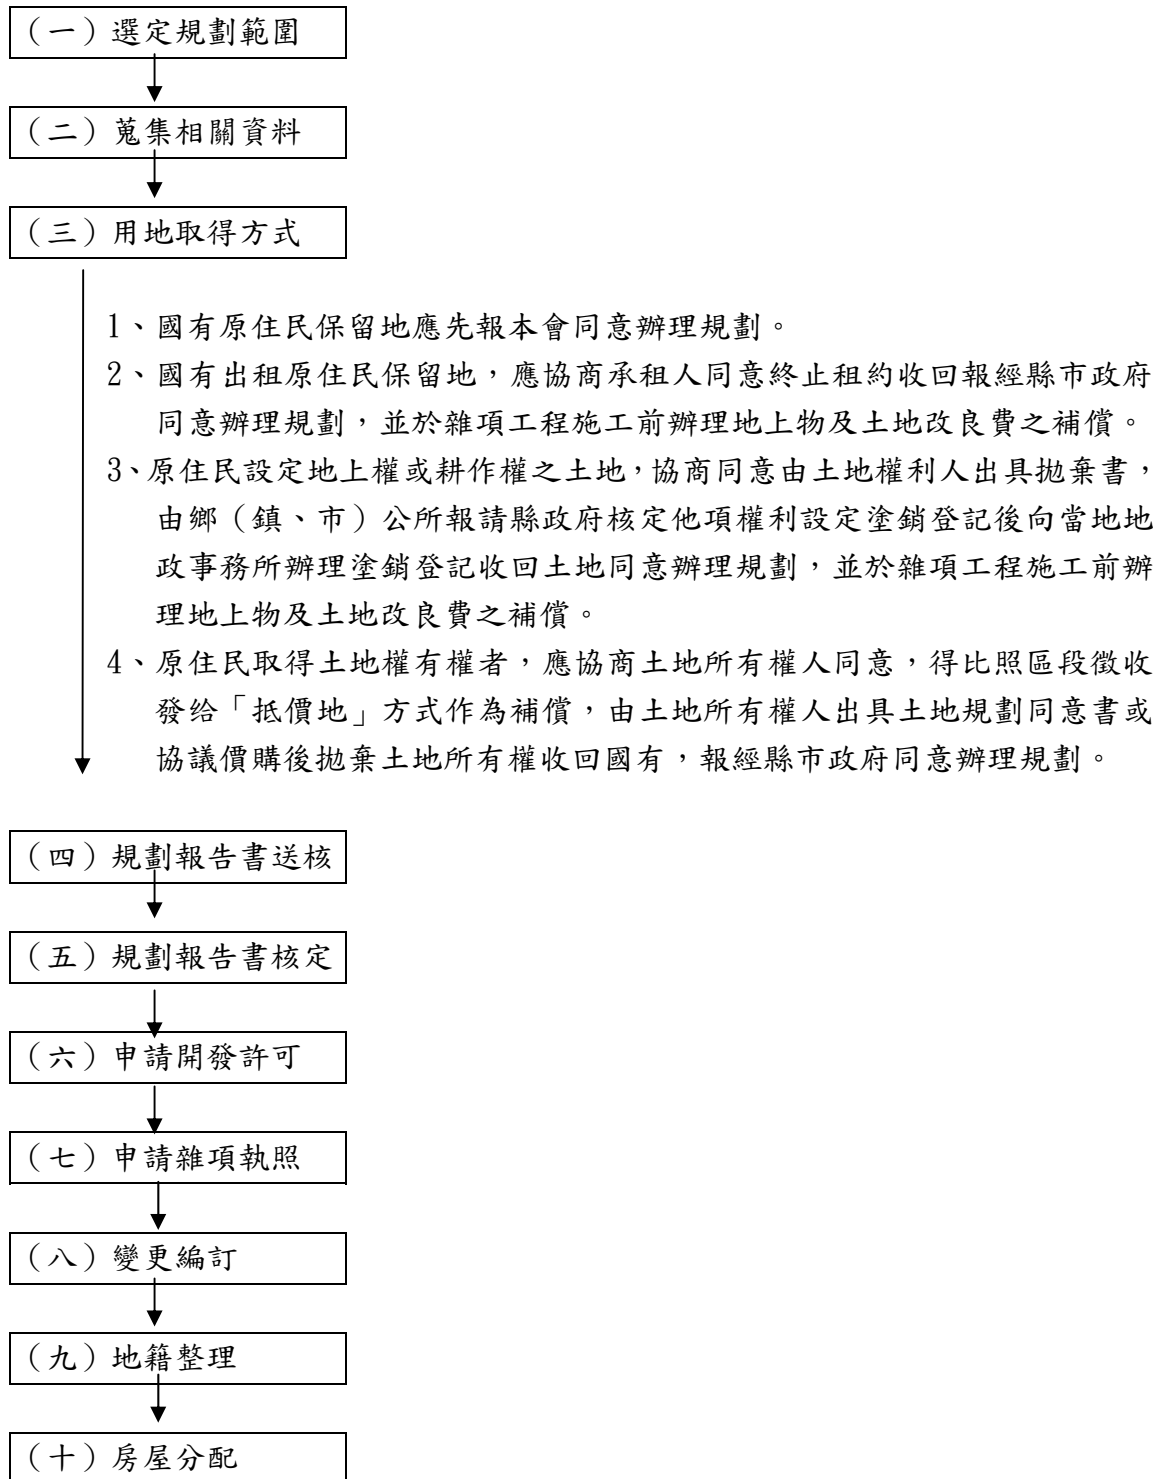 （一）選定規劃範圍
（二）蒐集相關資料
（三）用地取得方式
1、國有原住民保留地應先報本會同意辦理規劃。
2、國有出租原住民保留地，應協商承租人同意終止租約收回報經縣市政府
同意辦理規劃，並於雜項工程施工前辦理地上物及土地改良費之補償。
3、原住民設定地上權或耕作權之土地，協商同意由土地權利人出具拋棄書，
由鄉（鎮、市）公所報請縣政府核定他項權利設定塗銷登記後向當地地
政事務所辦理塗銷登記收回土地同意辦理規劃，並於雜項工程施工前辦
理地上物及土地改良費之補償。
4、原住民取得土地權有權者，應協商土地所有權人同意，得比照區段徵收
發給「抵價地」方式作為補償，由土地所有權人出具土地規劃同意書或
協議價購後拋棄土地所有權收回國有，報經縣市政府同意辦理規劃。
（四）規劃報告書送核
（五）規劃報告書核定
（六）申請開發許可
（七）申請雜項執照
（八）變更編訂
（九）地籍整理
（十）房屋分配